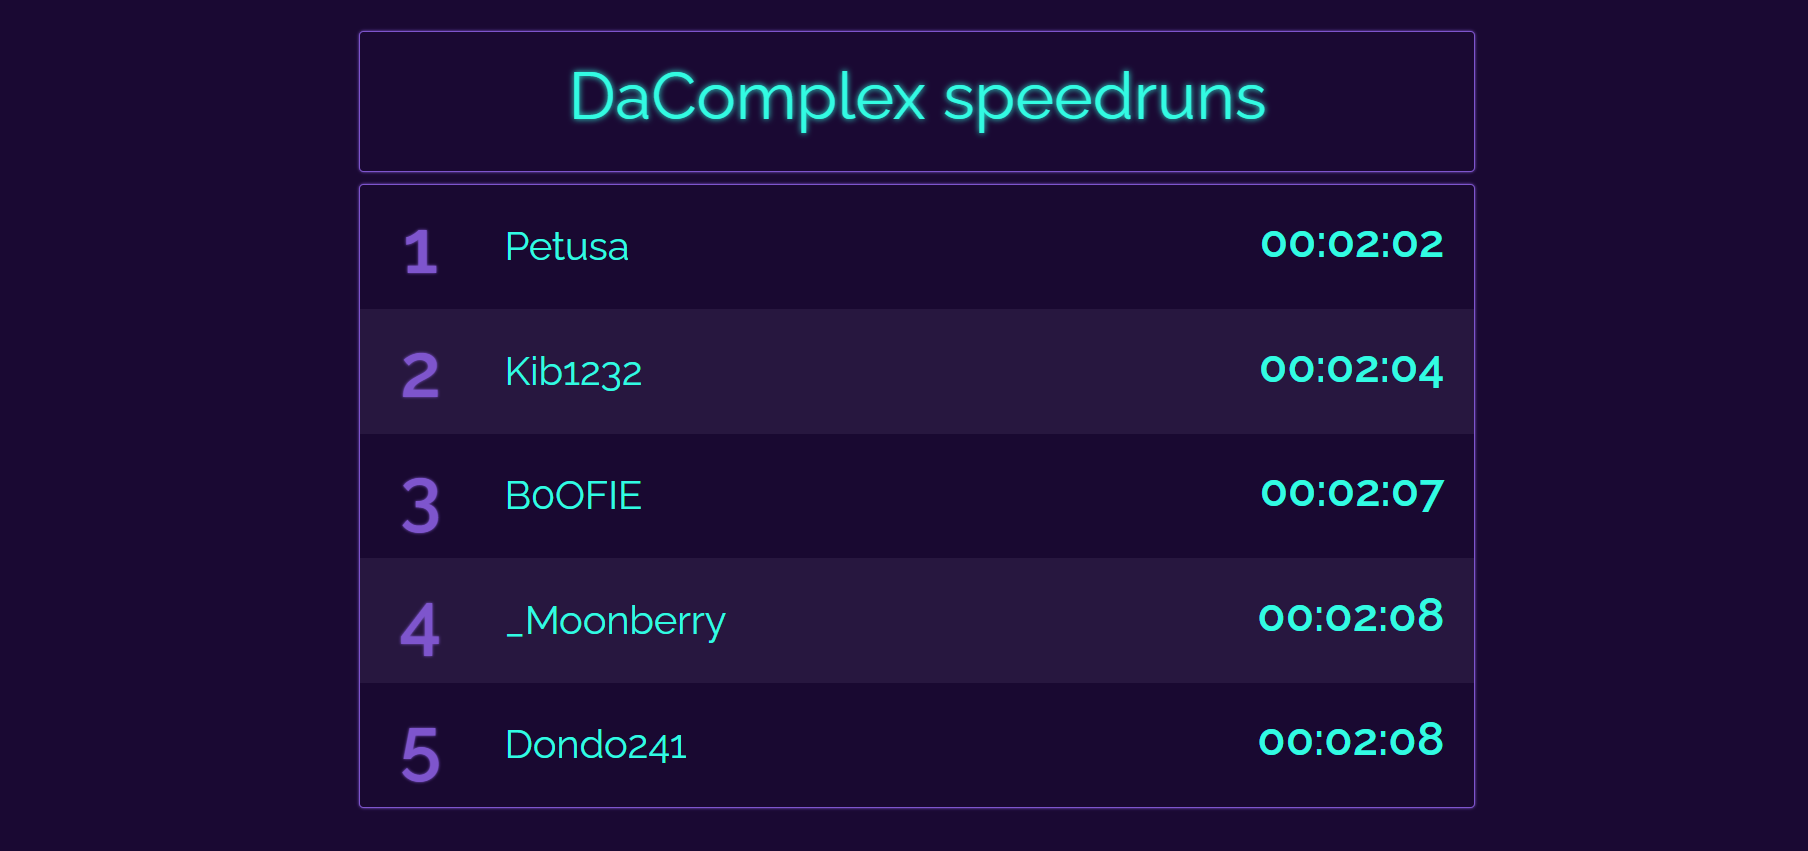 DaComplex speedruns
1 Petusa 00:02:02
2 Kib1232 00:02:04
3 B0OFIE 00:02:07
4 _Moonberry 00:02:08
5 Dondo241 00:02:08